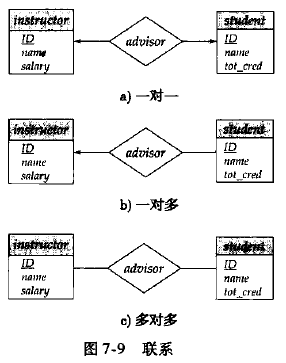 instructor
ID
name
salary
advisor
student
ID
name
tot_cred
a) 一对一
instructor
ID
name
salary
advisor
student
ID
name
tot_cred
b) 一对多
instructor
ID
name
salary
advisor
student
ID
name
tot_cred
c) 多对多
图 7-9 联系